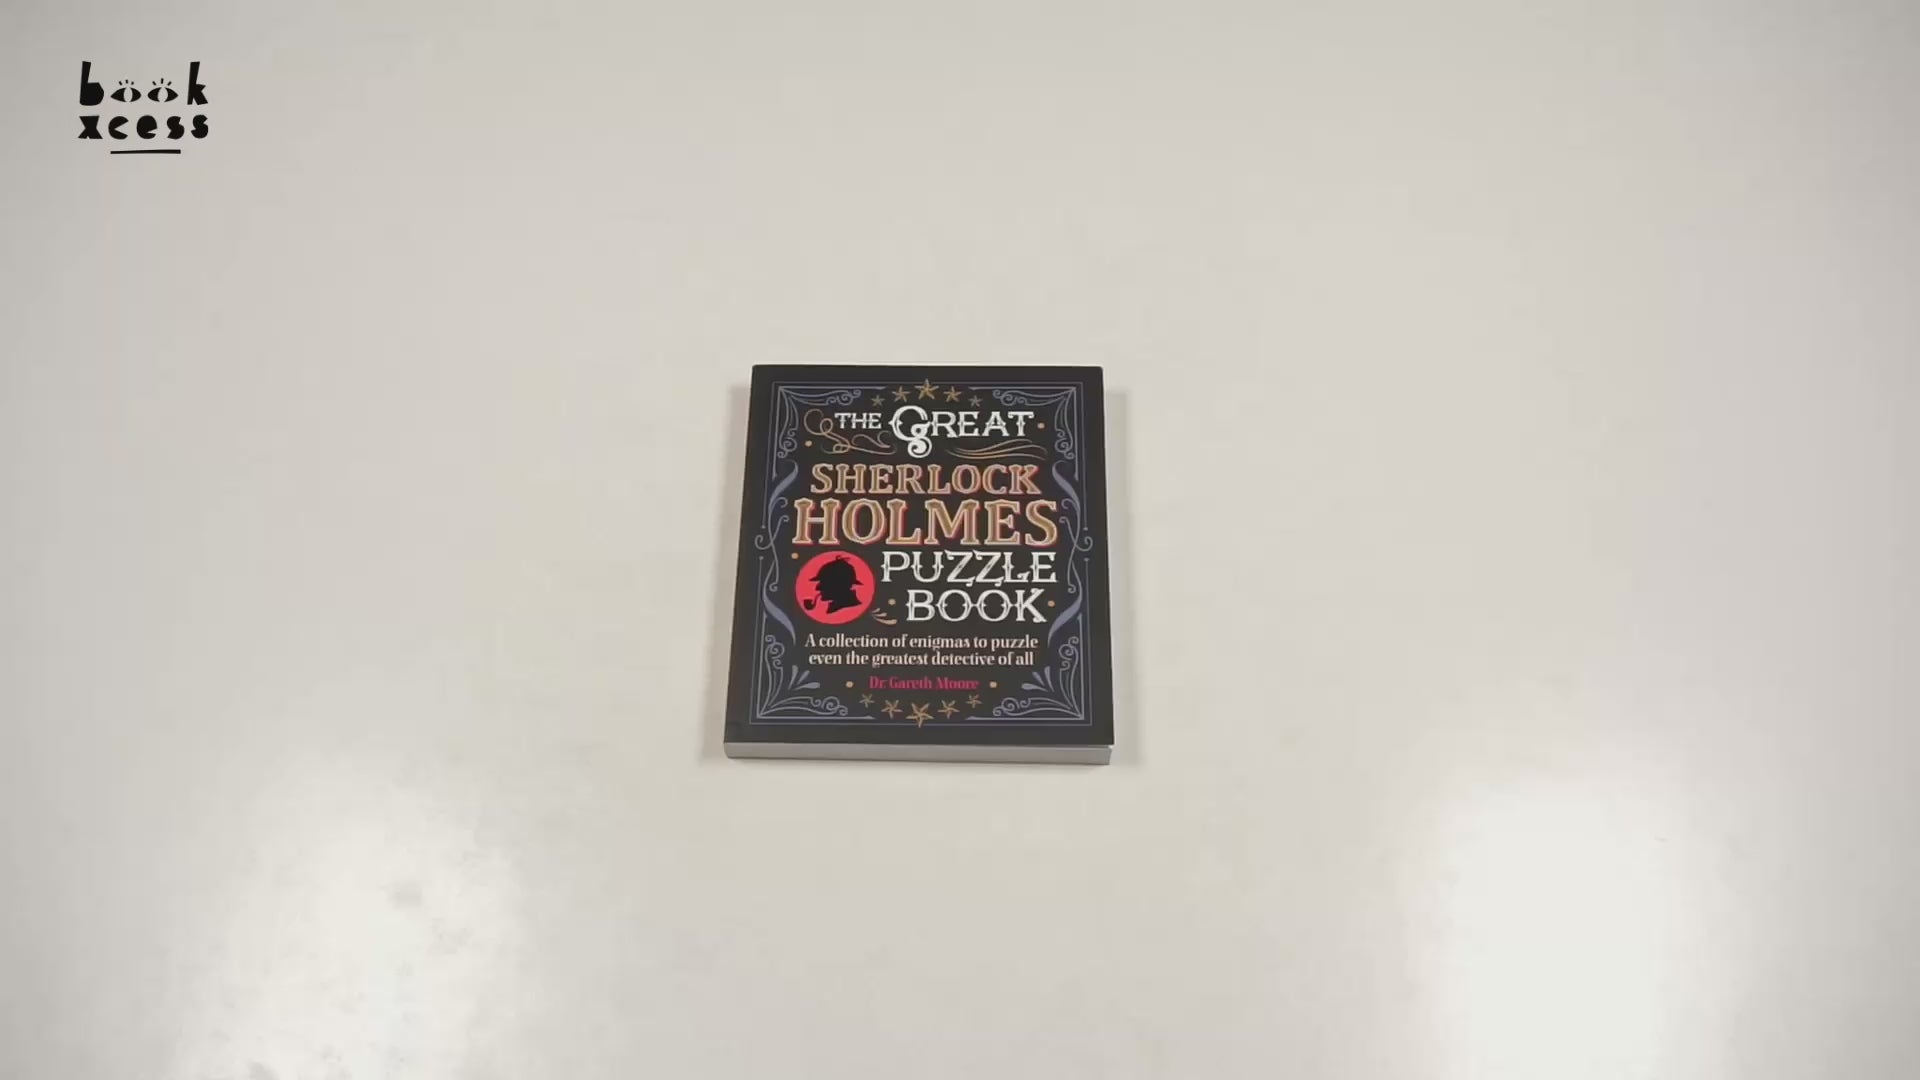 book
xcess
THE GREAT
SHERLOCK
HOLMES
PUZZLE
BOOK
A collection of enigmas to puzzle
even the greatest detective of all
Dr. Gareth Moore